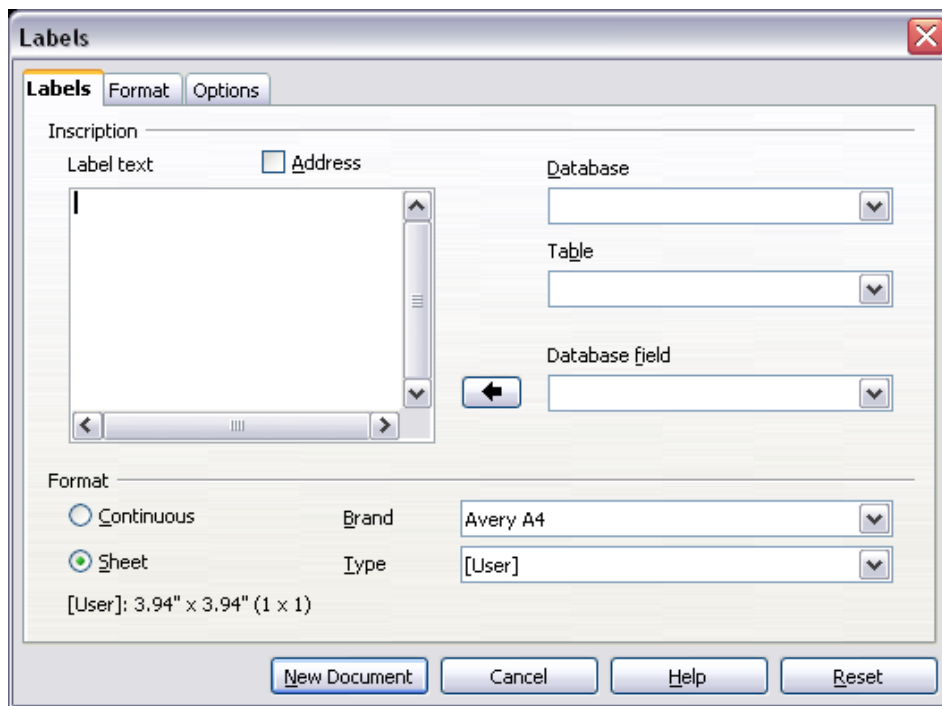 Labels
Labels Format Options
Inscription
Label text Address
Database
Table
Database field
Format
Continuous Brand Avery A4
Sheet Type [User]
[User]: 3.94" x 3.94" (1 x 1)
New Document Cancel Help Reset